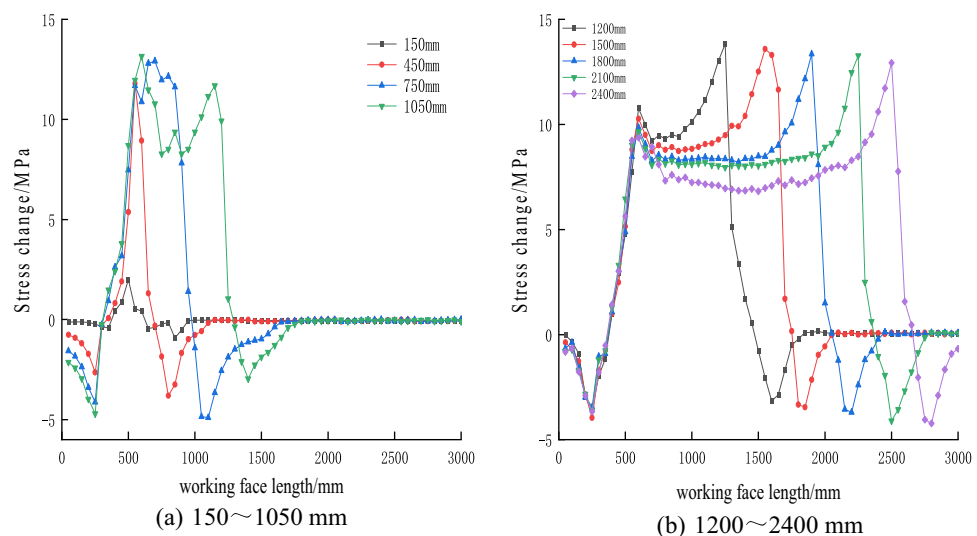 15
10
5
0
−5
Stress change/MPa
150mm
450mm
750mm
1050mm
0 500 1000 1500 2000 2500 3000
working face length/mm
(a) 150～1050 mm
15
10
5
0
−5
Stress change/MPa
1200mm
1500mm
1800mm
2100mm
2400mm
0 500 1000 1500 2000 2500 3000
working face length/mm
(b) 1200～2400 mm